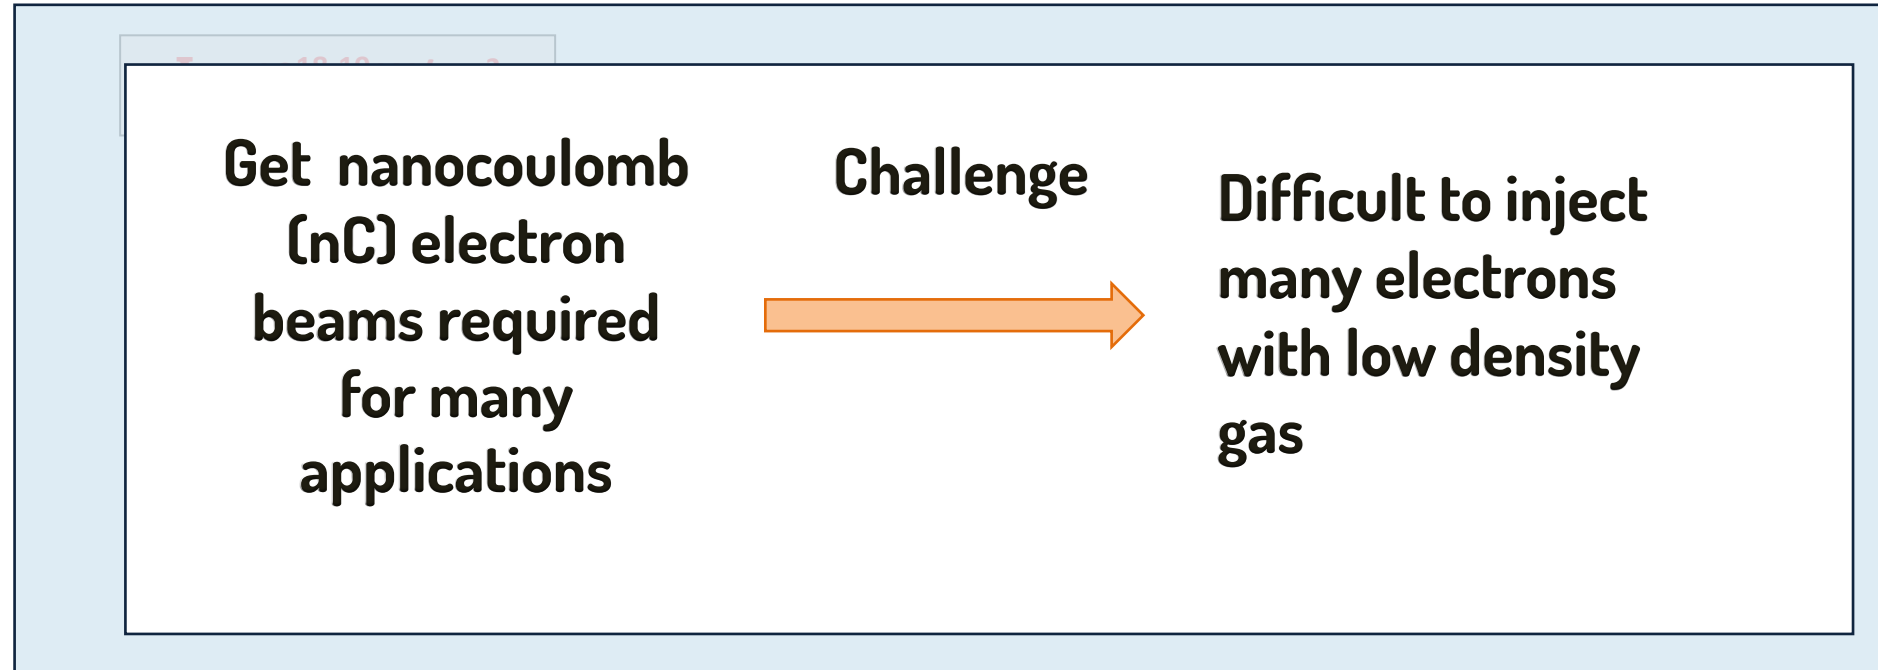 Get nanocoulomb
(nC) electron
beams required
for many
applications
Challenge
Difficult to inject
many electrons
with low density
gas